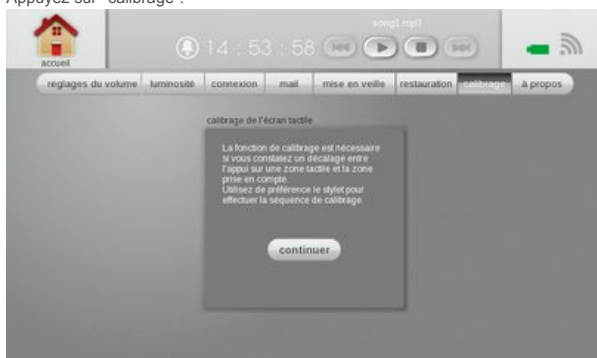 Appuyez sur "calibrage".
song1.mp3
14 : 53 : 58
accueil
réglages du volume luminosité connexion mail mise en veille restauration calibrage à propos
calibrage de l'écran tactile
La fonction de calibrage est nécessaire
si vous constatez un décalage entre
l'appui sur une zone tactile et la zone
prise en compte.
Utilisez de préférence le stylet pour
effectuer la séquence de calibrage.
continuer